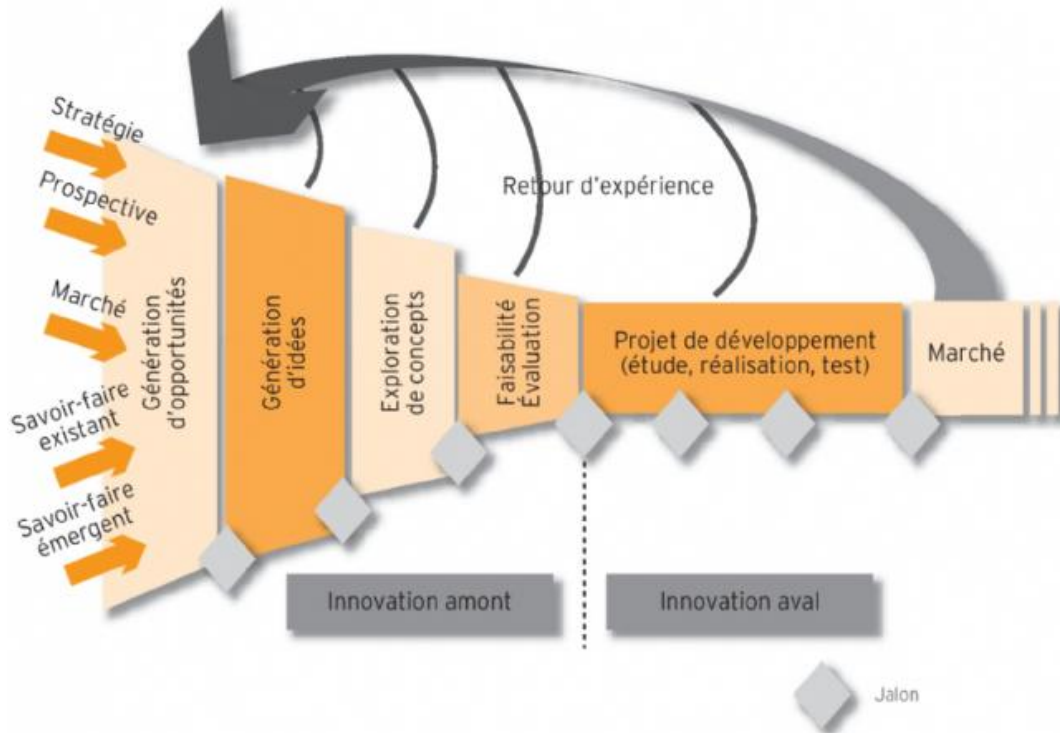 Stratégie
Prospective
Marché
Savoir-faire
existant
Savoir-faire
émergent
Génération
d'opportunités
Génération
d'idées
Exploration
de concepts
Faisabilité
Évaluation
Retour d'expérience
Projet de développement
(étude, réalisation, test)
Marché
Innovation amont
Innovation aval
Jalon